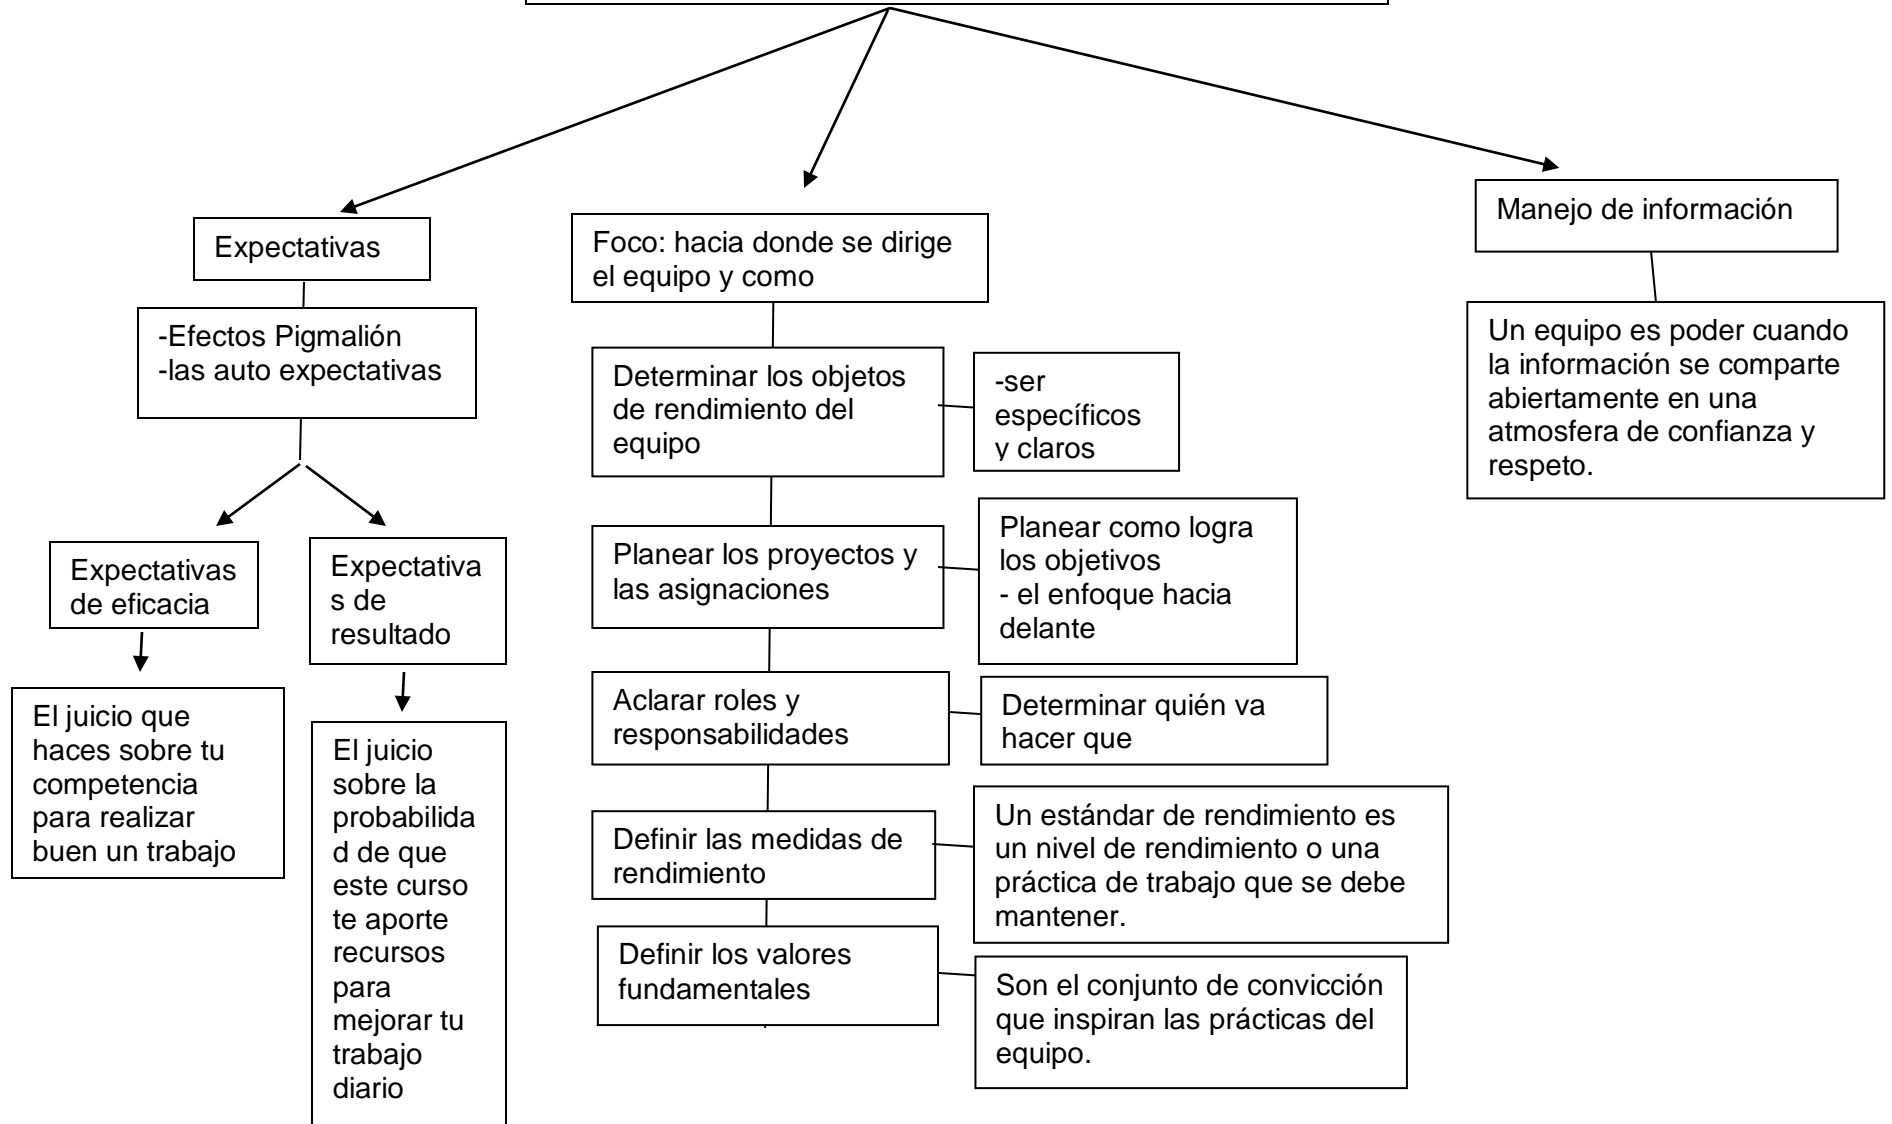 Expectativas
-Efectos Pigmalión
-las auto expectativas
Expectativas
de eficacia
El juicio que
haces sobre tu
competencia
para realizar
buen un trabajo
Expectativa
s de
resultado
El juicio
sobre la
probabilida
d de que
este curso
te aporte
recursos
para
mejorar tu
trabajo
diario
Foco: hacia donde se dirige
el equipo y como
Determinar los objetos
de rendimiento del
equipo
-ser
específicos
y claros
Planear los proyectos y
las asignaciones
Planear como logra
los objetivos
- el enfoque hacia
delante
Aclarar roles y
responsabilidades
Determinar quién va
hacer que
Definir las medidas de
rendimiento
Un estándar de rendimiento es
un nivel de rendimiento o una
práctica de trabajo que se debe
mantener.
Definir los valores
fundamentales
Son el conjunto de convicción
que inspiran las prácticas del
equipo.
Manejo de información
Un equipo es poder cuando
la información se comparte
abiertamente en una
atmosfera de confianza y
respeto.